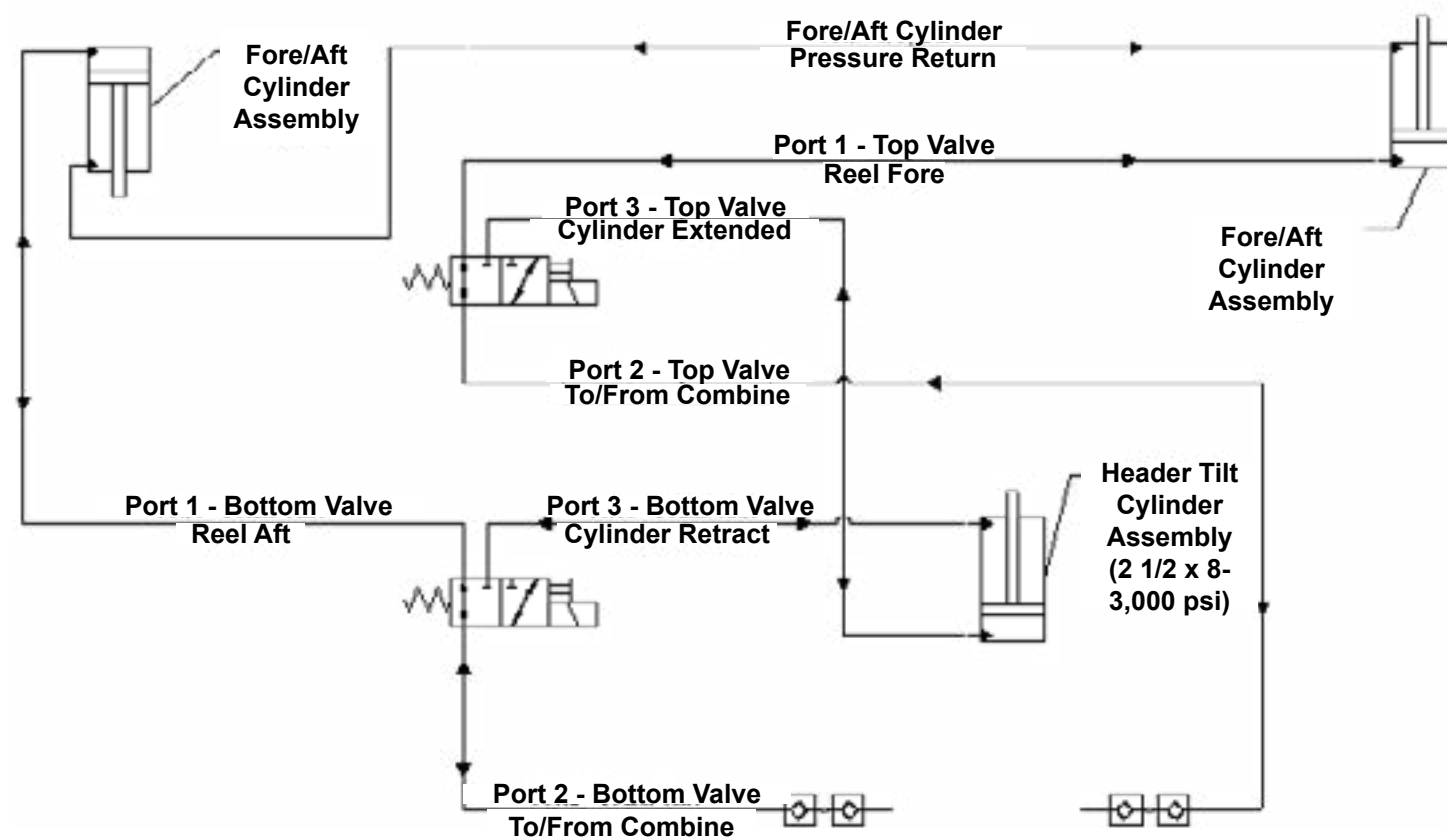 Fore/Aft
Cylinder
Assembly
Fore/Aft Cylinder
Pressure Return
Port 1 - Top Valve
Reel Fore
Port 3 - Top Valve
Cylinder Extended
Fore/Aft
Cylinder
Assembly
Port 2 - Top Valve
To/From Combine
Port 1 - Bottom Valve
Reel Aft
Port 3 - Bottom Valve
Cylinder Retract
Header Tilt
Cylinder
Assembly
(2 1/2 x 8-
3,000 psi)
Port 2 - Bottom Valve
To/From Combine